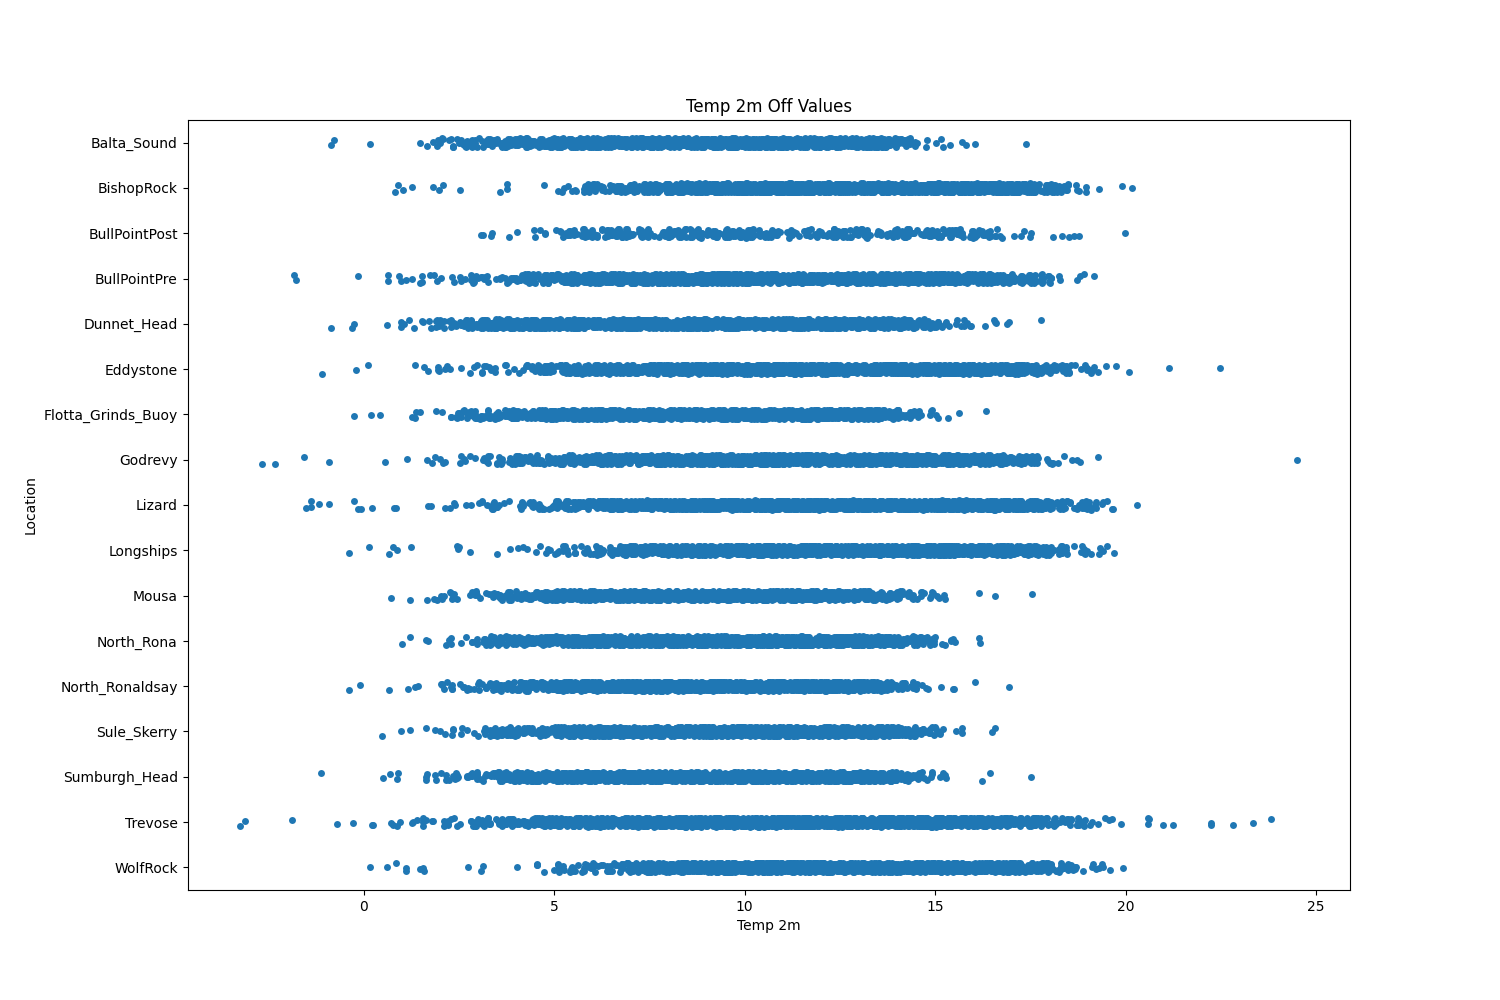 Temp 2m Off Values
Balta_Sound
BishopRock
BullPointPost
BullPointPre
Dunnet_Head
Eddystone
Flotta_Grinds_Buoy
Godrevy
Lizard
Longships
Mousa
North_Rona
North_Ronaldsay
Sule_Skerry
Sumburgh_Head
Trevose
WolfRock
Location
0 5 10 15 20 25
Temp 2m